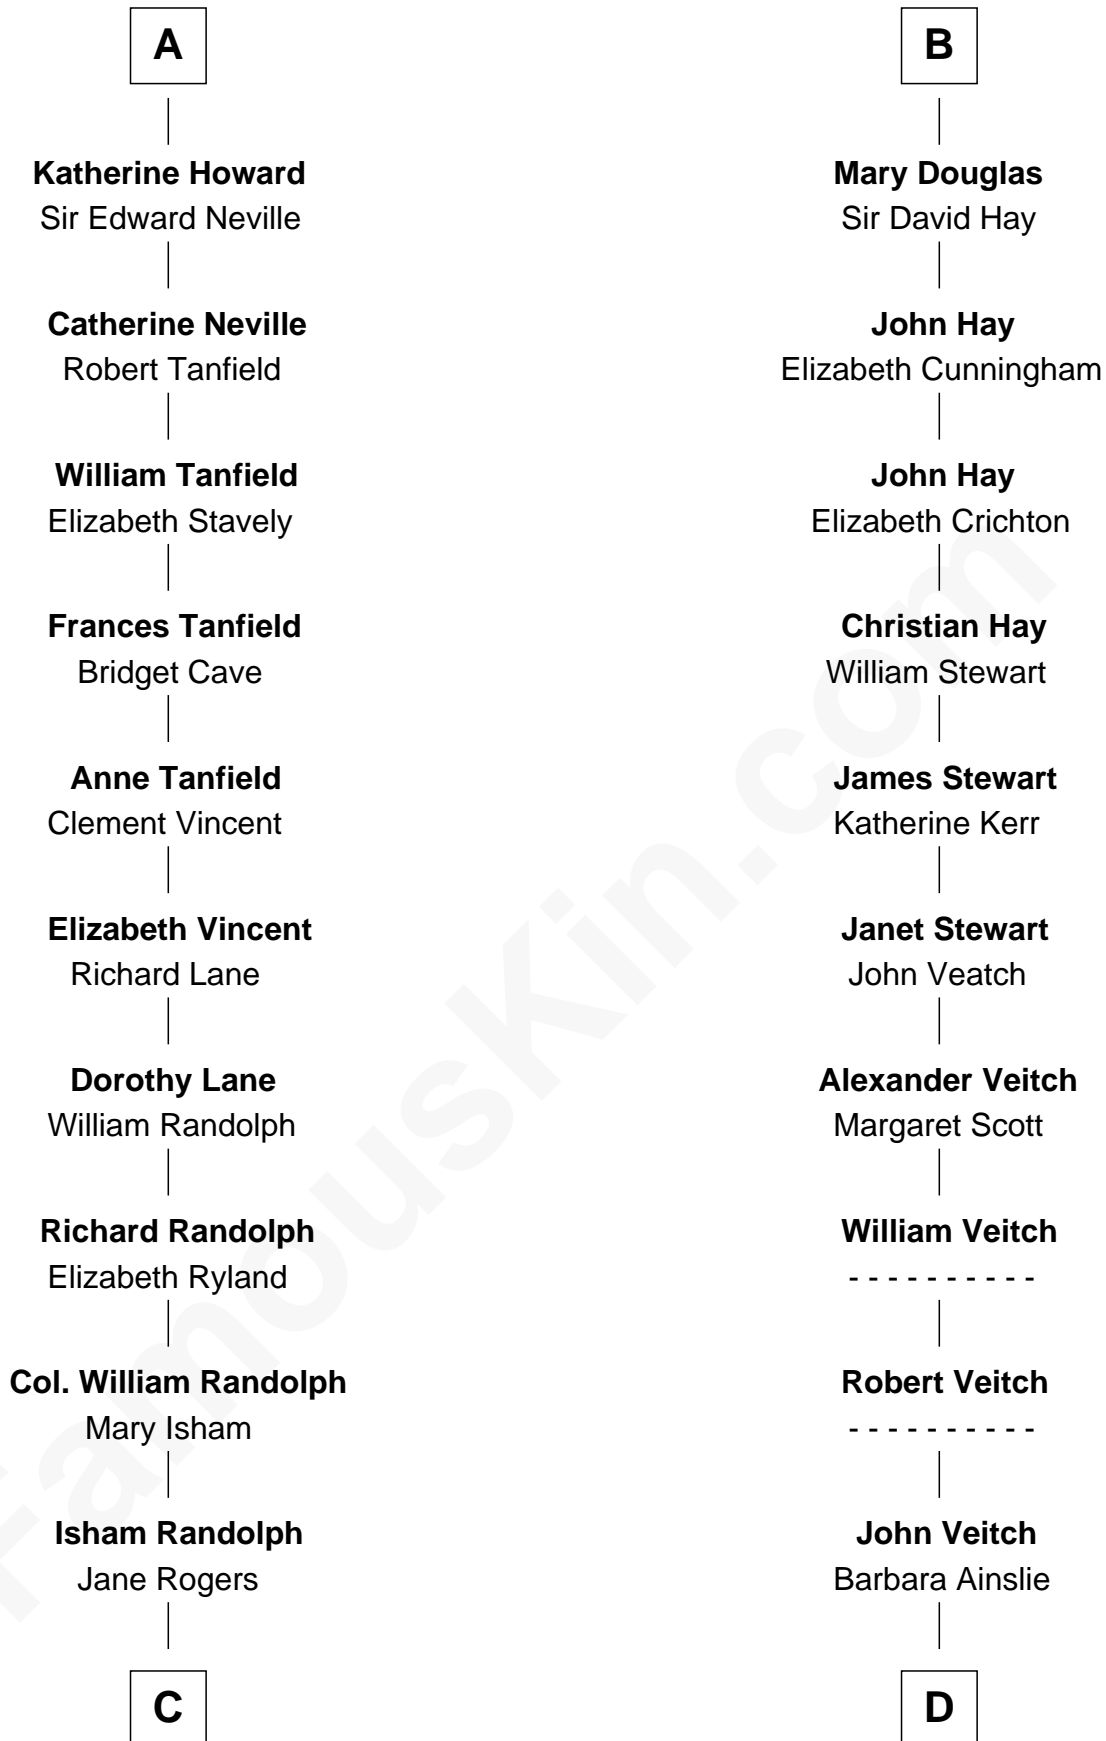 A
Katherine Howard
Sir Edward Neville
Catherine Neville
Robert Tanfield
William Tanfield
Elizabeth Stavely
Frances Tanfield
Bridget Cave
Anne Tanfield
Clement Vincent
Elizabeth Vincent
Richard Lane
Dorothy Lane
William Randolph
Richard Randolph
Elizabeth Ryland
Col. William Randolph
Mary Isham
Isham Randolph
Jane Rogers
C
B
Mary Douglas
Sir David Hay
John Hay
Elizabeth Cunningham
John Hay
Elizabeth Crichton
Christian Hay
William Stewart
James Stewart
Katherine Kerr
Janet Stewart
John Veatch
Alexander Veitch
Margaret Scott
William Veitch
- - - - - - - - - -
Robert Veitch
- - - - - - - - - -
John Veitch
Barbara Ainslie
D
FamousKin.com